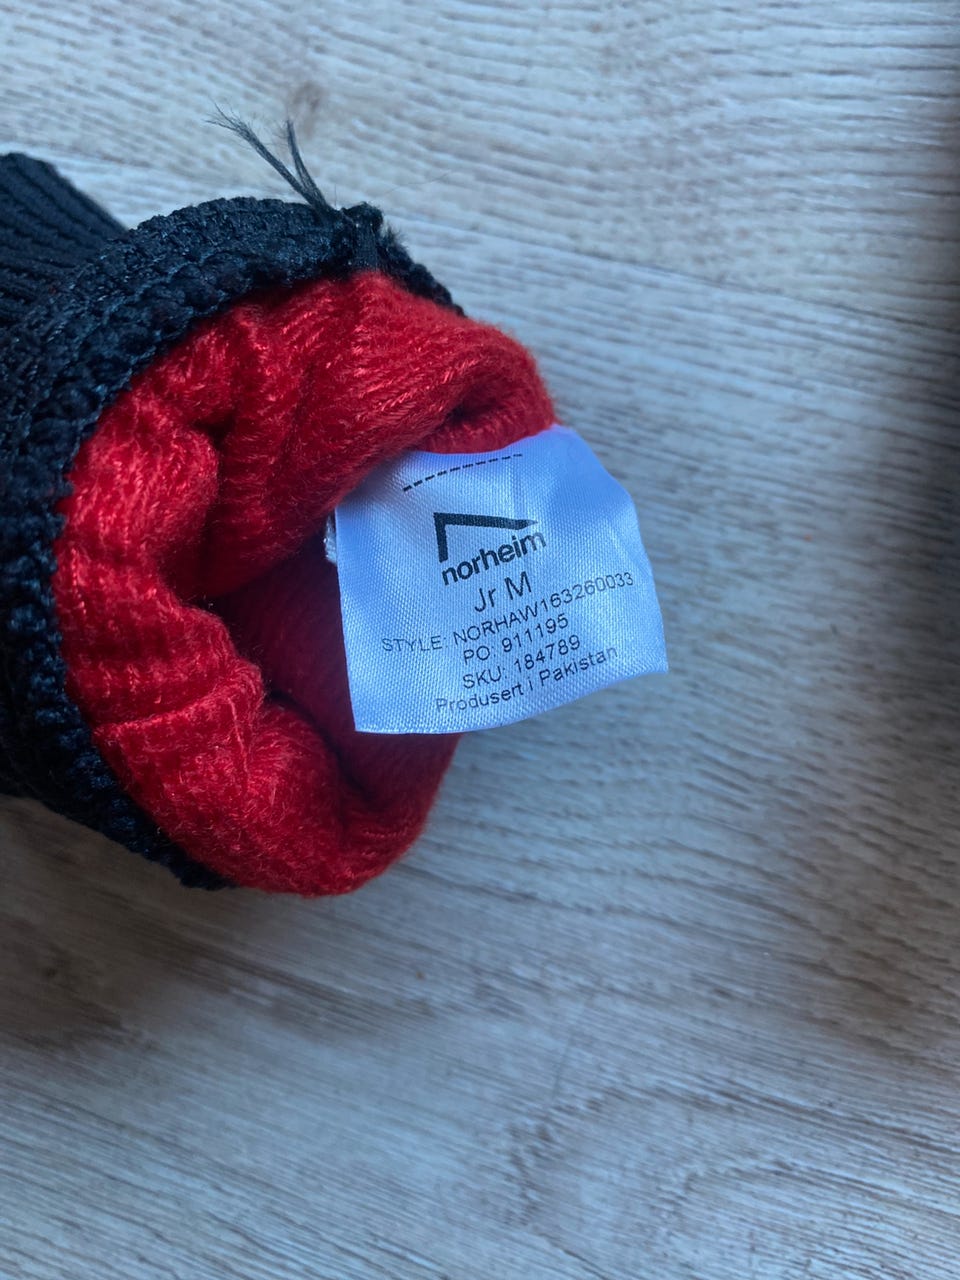 norheim
Jr M
STYLE: NORHAW163260033
PO: 911195
SKU: 184789
Produsert i Pakistan